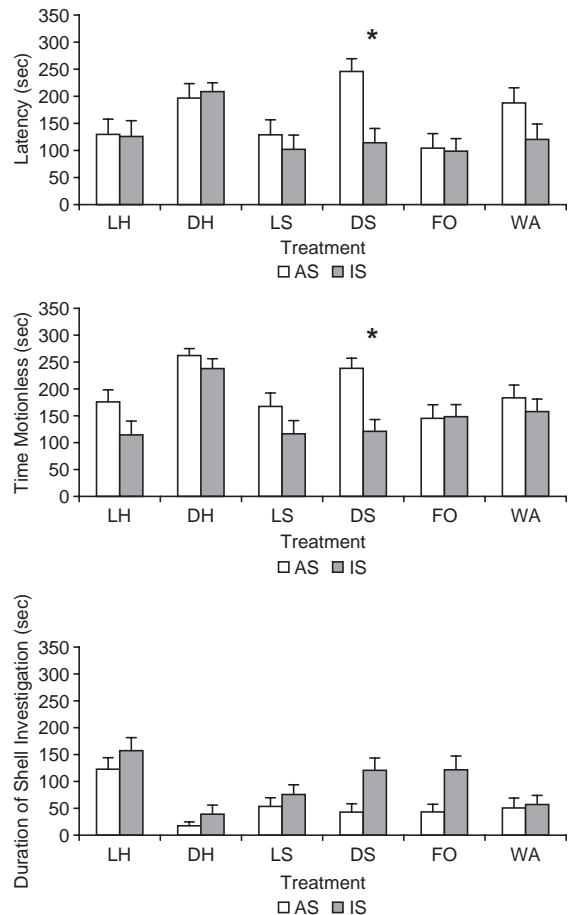 Latency (sec)
350
300
250
200
150
100
50
0
*
LH DH LS DS FO WA
Treatment
AS IS
Time Motionless (sec)
350
300
250
200
150
100
50
0
*
LH DH LS DS FO WA
Treatment
AS IS
Duration of Shell Investigation (sec)
350
300
250
200
150
100
50
0
LH DH LS DS FO WA
Treatment
AS IS